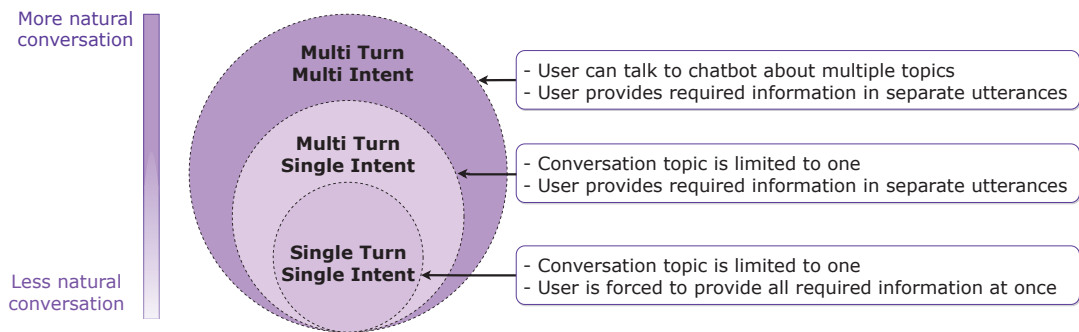 More natural
conversation
Multi Turn
Multi Intent
- User can talk to chatbot about multiple topics
- User provides required information in separate utterances
Multi Turn
Single Intent
- Conversation topic is limited to one
- User provides required information in separate utterances
Single Turn
Single Intent
- Conversation topic is limited to one
- User is forced to provide all required information at once
Less natural
conversation